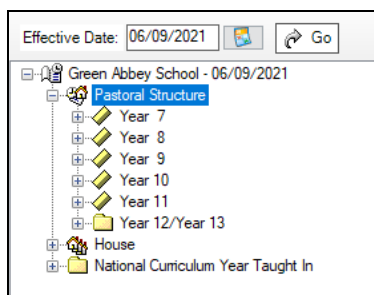 Effective Date: 06/09/2021 Go
Green Abbey School - 06/09/2021
Pastoral Structure
Year 7
Year 8
Year 9
Year 10
Year 11
Year 12/Year 13
House
National Curriculum Year Taught In